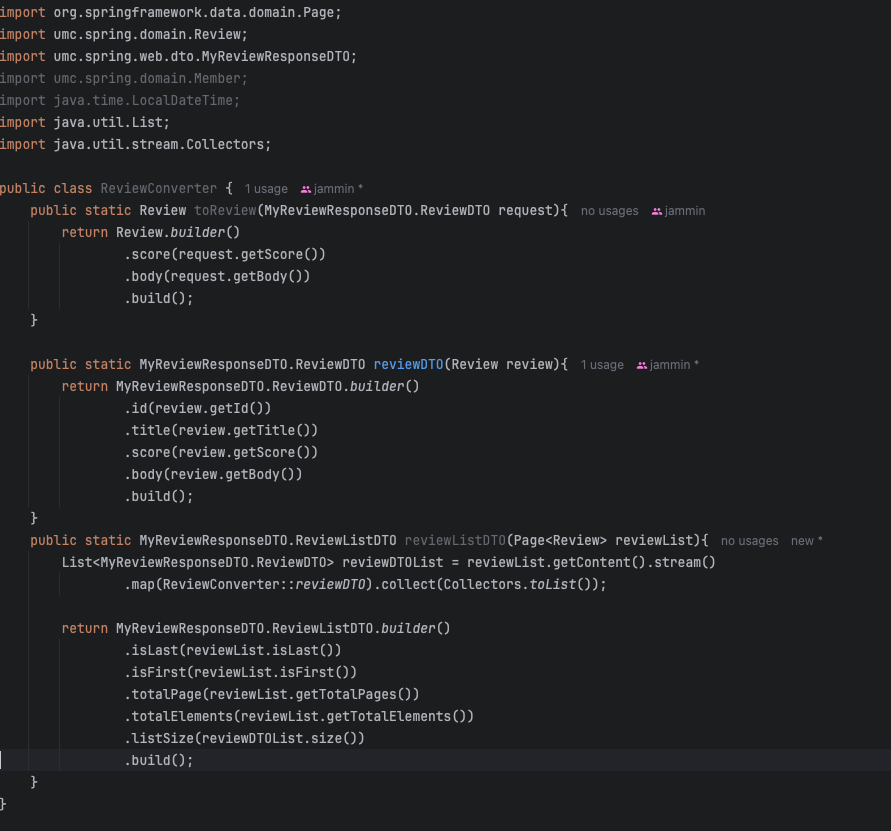 import org.springframework.data.domain.Page;
import umc.spring.domain.Review;
import umc.spring.web.dto.MyReviewResponseDTO;
import umc.spring.domain.Member;
import java.time.LocalDateTime;
import java.util.List;
import java.util.stream.Collectors;

public class ReviewConverter { 1 usage jammin *
    public static Review toReview(MyReviewResponseDTO.ReviewDTO request){ no usages jammin
        return Review.builder()
                .score(request.getScore())
                .body(request.getBody())
                .build();
    }

    public static MyReviewResponseDTO.ReviewDTO reviewDTO(Review review){ 1 usage jammin *
        return MyReviewResponseDTO.ReviewDTO.builder()
                .id(review.getId())
                .title(review.getTitle())
                .score(review.getScore())
                .body(review.getBody())
                .build();
    }
    public static MyReviewResponseDTO.ReviewListDTO reviewListDTO(Page<Review> reviewList){ no usages new *
        List<MyReviewResponseDTO.ReviewDTO> reviewDTOList = reviewList.getContent().stream()
                .map(ReviewConverter::reviewDTO).collect(Collectors.toList());

        return MyReviewResponseDTO.ReviewListDTO.builder()
                .isLast(reviewList.isLast())
                .isFirst(reviewList.isFirst())
                .totalPage(reviewList.getTotalPages())
                .totalElements(reviewList.getTotalElements())
                .listSize(reviewDTOList.size())
                .build();
    }
}